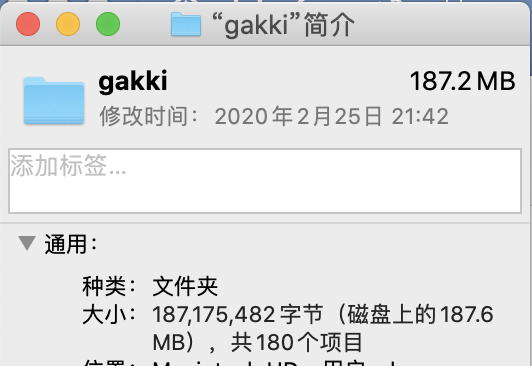 “gakki”简介
gakki 187.2 MB
修改时间： 2020年2月25日 21:42
添加标签...
通用：
种类： 文件夹
大小： 187,175,482 字节（磁盘上的187.6
MB），共180个项目